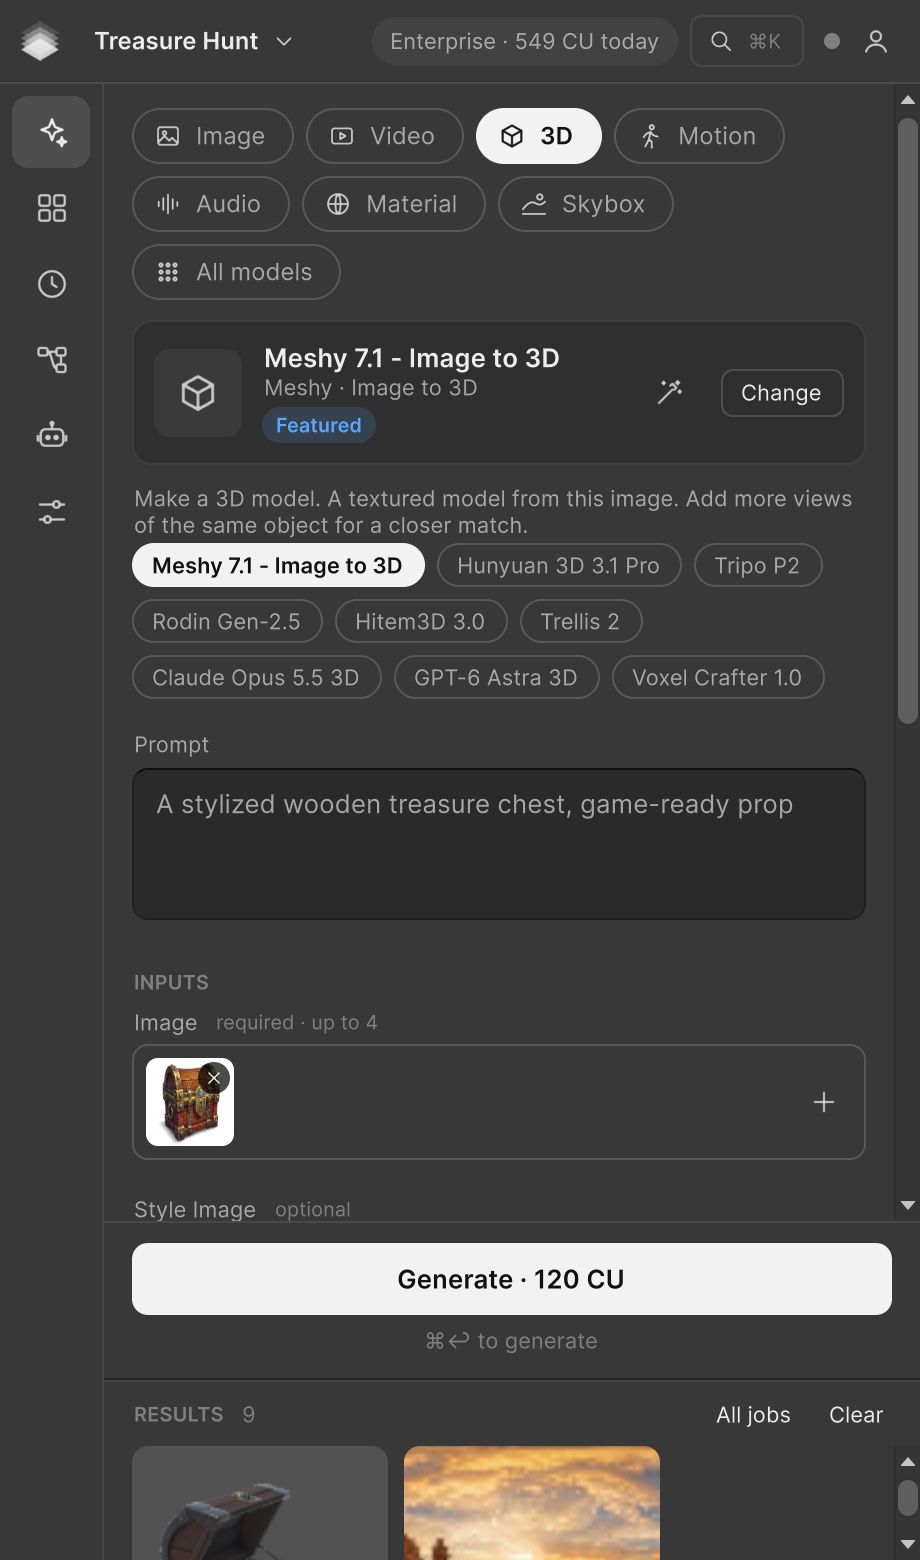 Treasure Hunt
Enterprise · 549 CU today
⌘K
Image
Video
3D
Motion
Audio
Material
Skybox
All models
Meshy 7.1 - Image to 3D
Meshy · Image to 3D
Featured
Change
Make a 3D model. A textured model from this image. Add more views
of the same object for a closer match.
Meshy 7.1 - Image to 3D
Hunyuan 3D 3.1 Pro
Tripo P2
Rodin Gen-2.5
Hitem3D 3.0
Trellis 2
Claude Opus 5.5 3D
GPT-6 Astra 3D
Voxel Crafter 1.0
Prompt
A stylized wooden treasure chest, game-ready prop
INPUTS
Image required · up to 4
Style Image optional
Generate · 120 CU
⌘↩ to generate
RESULTS 9
All jobs
Clear